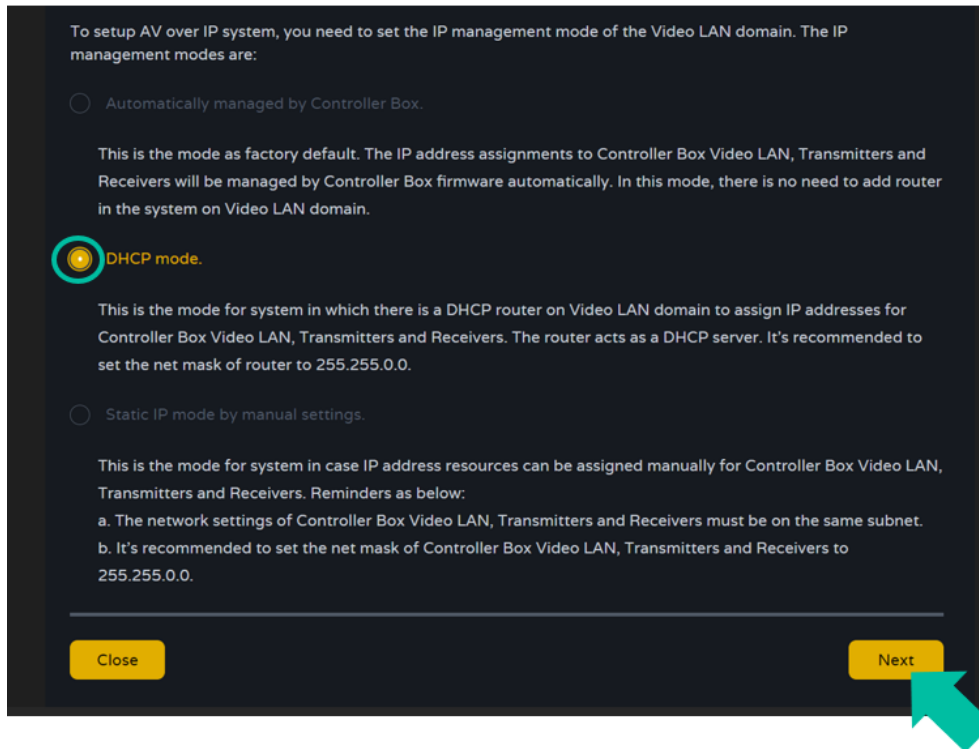 To setup AV over IP system, you need to set the IP management mode of the Video LAN domain. The IP
management modes are:
Automatically managed by Controller Box.
This is the mode as factory default. The IP address assignments to Controller Box Video LAN, Transmitters and
Receivers will be managed by Controller Box firmware automatically. In this mode, there is no need to add router
in the system on Video LAN domain.
DHCP mode.
This is the mode for system in which there is a DHCP router on Video LAN domain to assign IP addresses for
Controller Box Video LAN, Transmitters and Receivers. The router acts as a DHCP server. It's recommended to
set the net mask of router to 255.255.0.0.
Static IP mode by manual settings.
This is the mode for system in case IP address resources can be assigned manually for Controller Box Video LAN,
Transmitters and Receivers. Reminders as below:
a. The network settings of Controller Box Video LAN, Transmitters and Receivers must be on the same subnet.
b. It's recommended to set the net mask of Controller Box Video LAN, Transmitters and Receivers to
255.255.0.0.
Close
Next